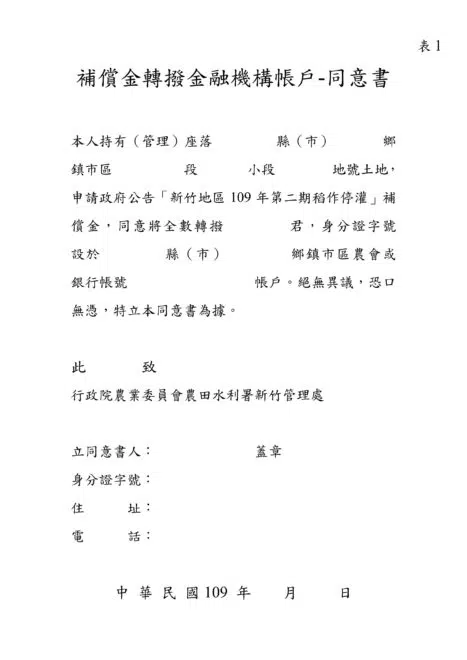 表 1
補償金轉撥金融機構帳戶-同意書
本人持有（管理）座落　　　　縣（市）　　　　鄉
鎮市區　　　　段　　　小段　　　　地號土地，
申請政府公告「新竹地區 109 年第二期稻作停灌」補
償金，同意將全數轉撥　　　　君，身分證字號
設於　　　　縣（市）　　　　鄉鎮市區農會或
銀行帳號　　　　　　　　帳戶。絕無異議，恐口
無憑，特立本同意書為據。
此　　　　致
行政院農業委員會農田水利署新竹管理處
立同意書人：　　　　　　　　蓋章
身分證字號：
住　　　址：
電　　　話：
中 華 民 國 109 年　　月　　日